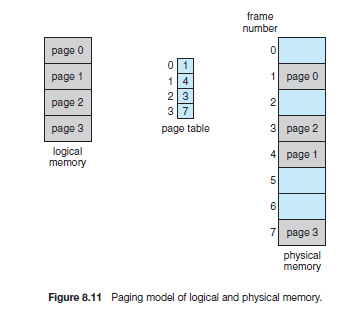 frame
number
page 0
page 1
page 2
page 3
logical
memory
0 1
1 4
2 3
3 7
page table
0
1 page 0
2
3 page 2
4 page 1
5
6
7 page 3
physical
memory
Figure 8.11 Paging model of logical and physical memory.